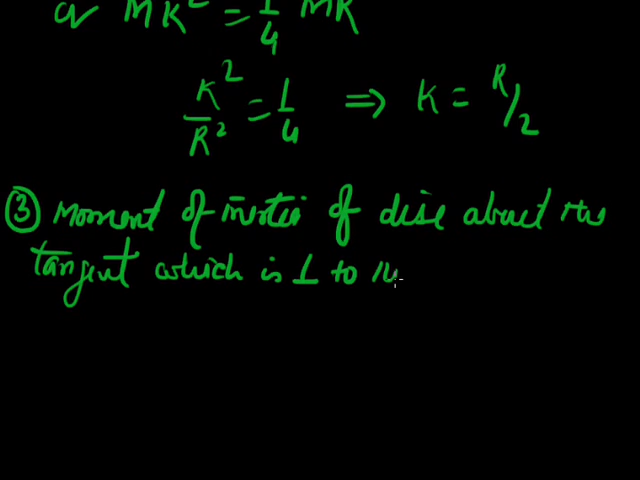 or MK² = 1/4 MR
K²/R² = 1/4 ⇒ K = R/2
③ Moment of inertia of disc about the
tangent which is ⊥ to